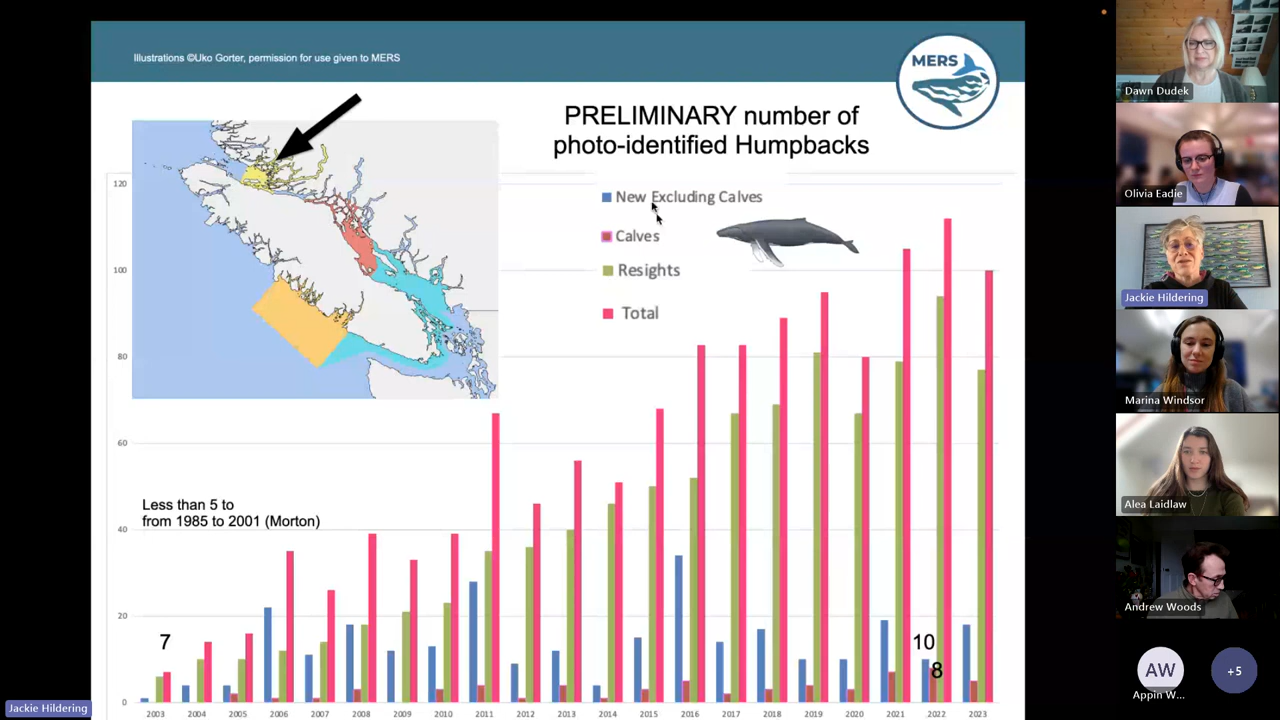 Illustrations ©Uko Gorter, permission for use given to MERS
MERS
PRELIMINARY number of
photo-identified Humpbacks
New Excluding Calves
Calves
Resights
Total
120
100
80
60
40
20
0
Less than 5 to
from 1985 to 2001 (Morton)
7
10
8
2003 2004 2005 2006 2007 2008 2009 2010 2011 2012 2013 2014 2015 2016 2017 2018 2019 2020 2021 2022 2023
Jackie Hildering
Dawn Dudek
Olivia Eadie
Jackie Hildering
Marina Windsor
Alea Laidlaw
Andrew Woods
AW
Appin W...
+5